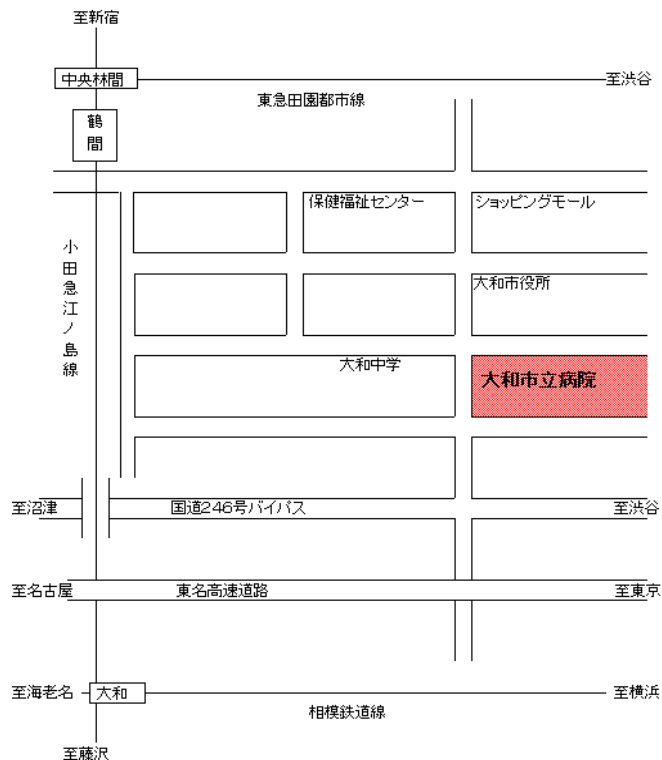 至新宿
中央林間
至渋谷
東急田園都市線
鶴間
保健福祉センター
ショッピングモール
小田急江ノ島線
大和市役所
大和中学
大和市立病院
至沼津
国道246号バイパス
至渋谷
至名古屋
東名高速道路
至東京
至海老名
大和
至横浜
相模鉄道線
至藤沢